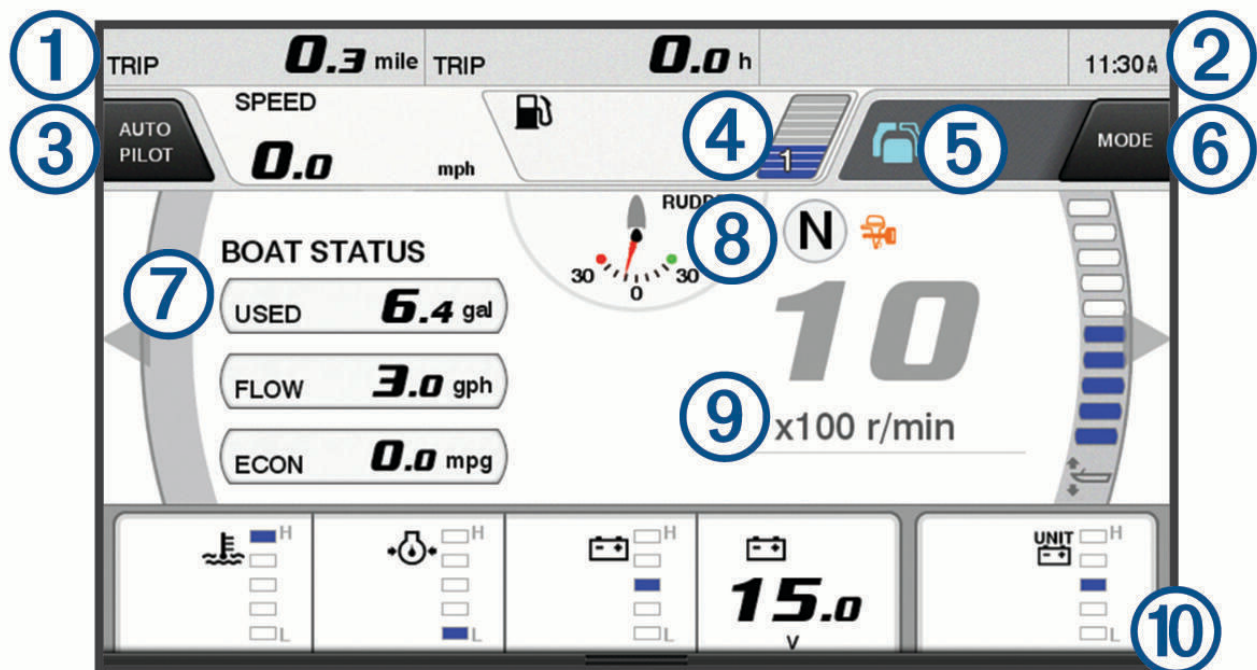 1
TRIP 0.3 mile TRIP 0.0 h
11:30A
2
3
AUTO
PILOT
SPEED
0.0 mph
4
1
5
MODE
6
RUD
8
N
30 0 30
BOAT STATUS
7
USED 6.4 gal
FLOW 3.0 gph
ECON 0.0 mpg
10
9
x100 r/min
H
L
H
L
H
L
15.0
V
UNIT
H
L
10